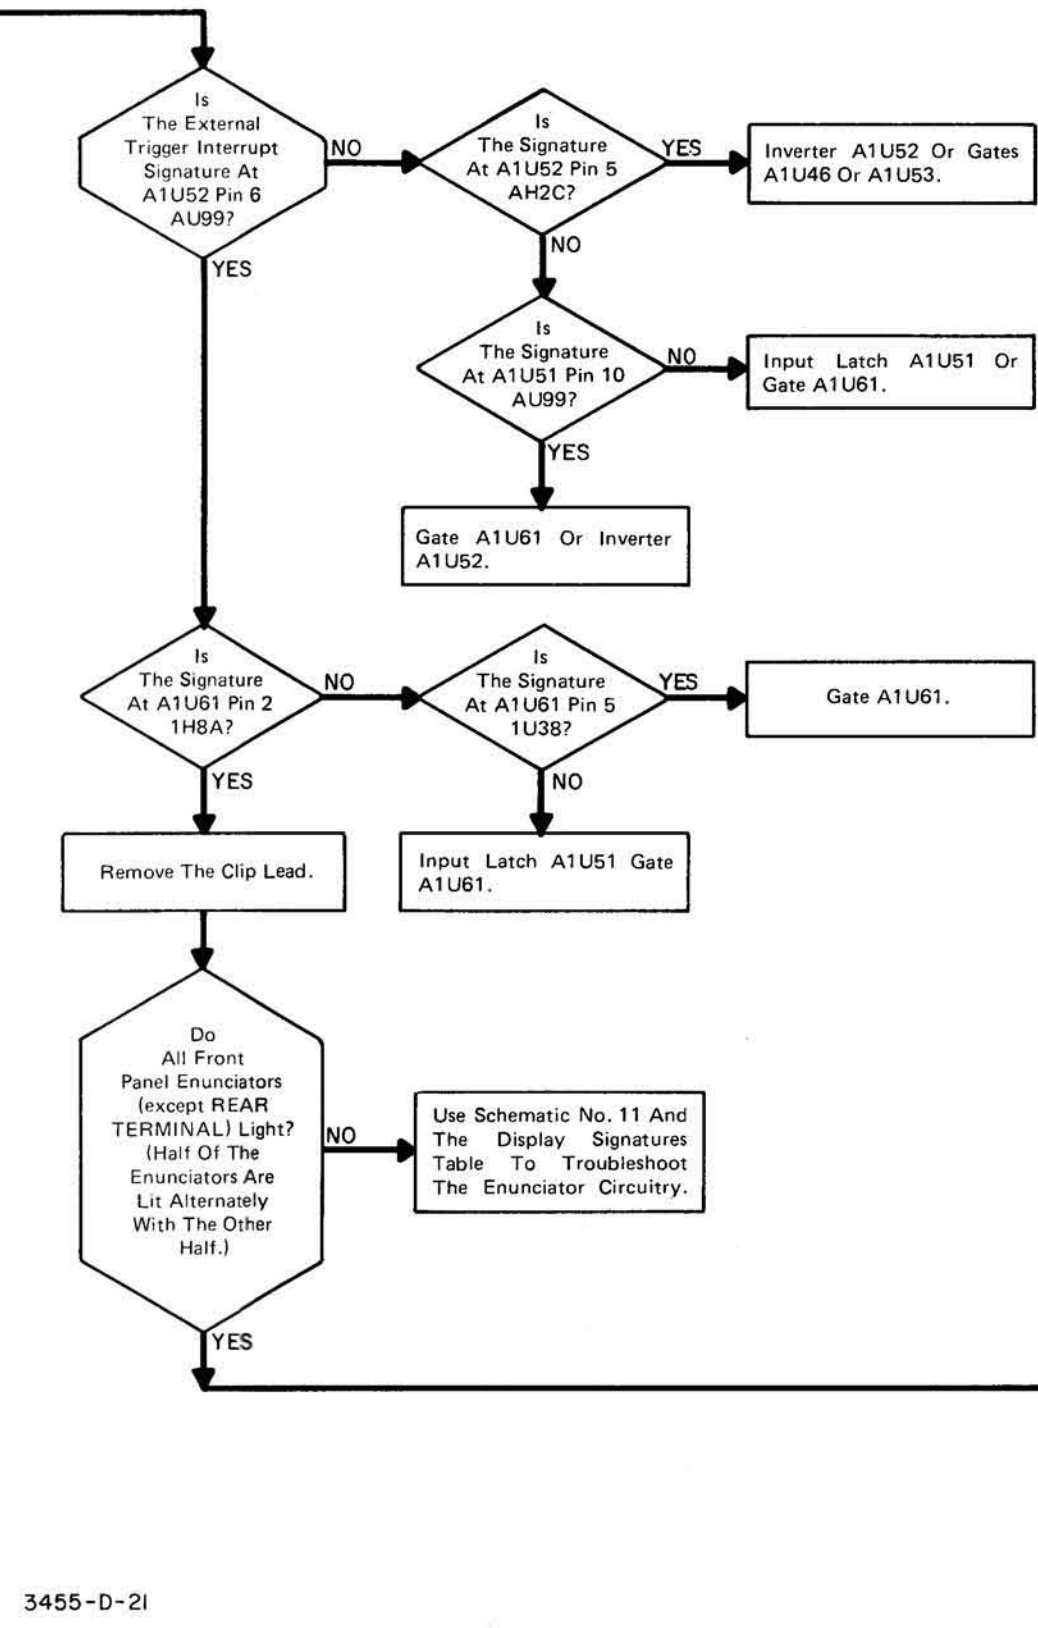 Is
The External
Trigger Interrupt
Signature At
A1U52 Pin 6
AU99?
NO
Is
The Signature
At A1U52 Pin 5
AH2C?
YES
Inverter A1U52 Or Gates
A1U46 Or A1U53.
NO
YES
Is
The Signature
At A1U51 Pin 10
AU99?
NO
Input Latch A1U51 Or
Gate A1U61.
YES
Gate A1U61 Or Inverter
A1U52.
Is
The Signature
At A1U61 Pin 2
1H8A?
NO
Is
The Signature
At A1U61 Pin 5
1U38?
YES
Gate A1U61.
YES
NO
Remove The Clip Lead.
Input Latch A1U51 Gate
A1U61.
Do
All Front
Panel Enunciators
(except REAR
TERMINAL) Light?
(Half Of The
Enunciators Are
Lit Alternately
With The Other
Half.)
NO
Use Schematic No. 11 And
The Display Signatures
Table To Troubleshoot
The Enunciator Circuitry.
YES
3455-D-21